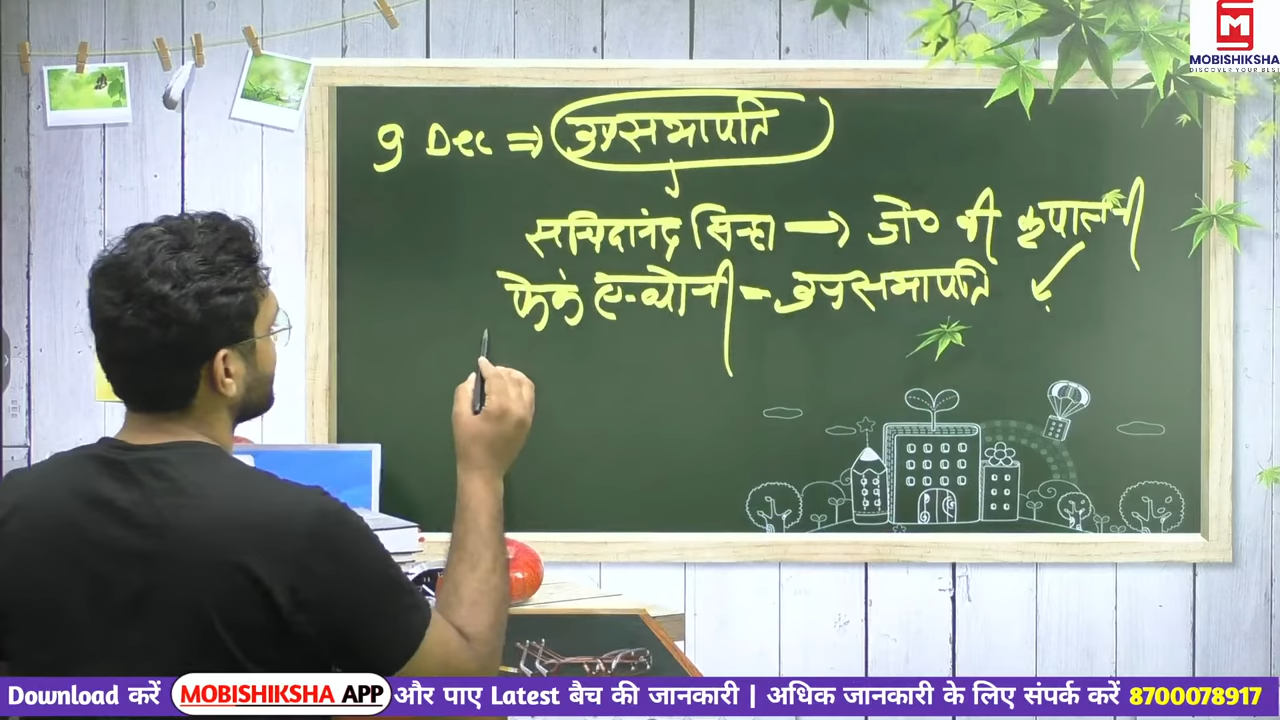 MOBISHIKSHA
DISCOVER YOUR BEST
9 Dec ⇒ उपसभापति
सच्चिदानंद सिन्हा → जे० बी कृपालानी
फ्रैंक एन्थोनी - उपसभापति
Download करें MOBISHIKSHA APP और पाए Latest बैच की जानकारी | अधिक जानकारी के लिए संपर्क करें 8700078917